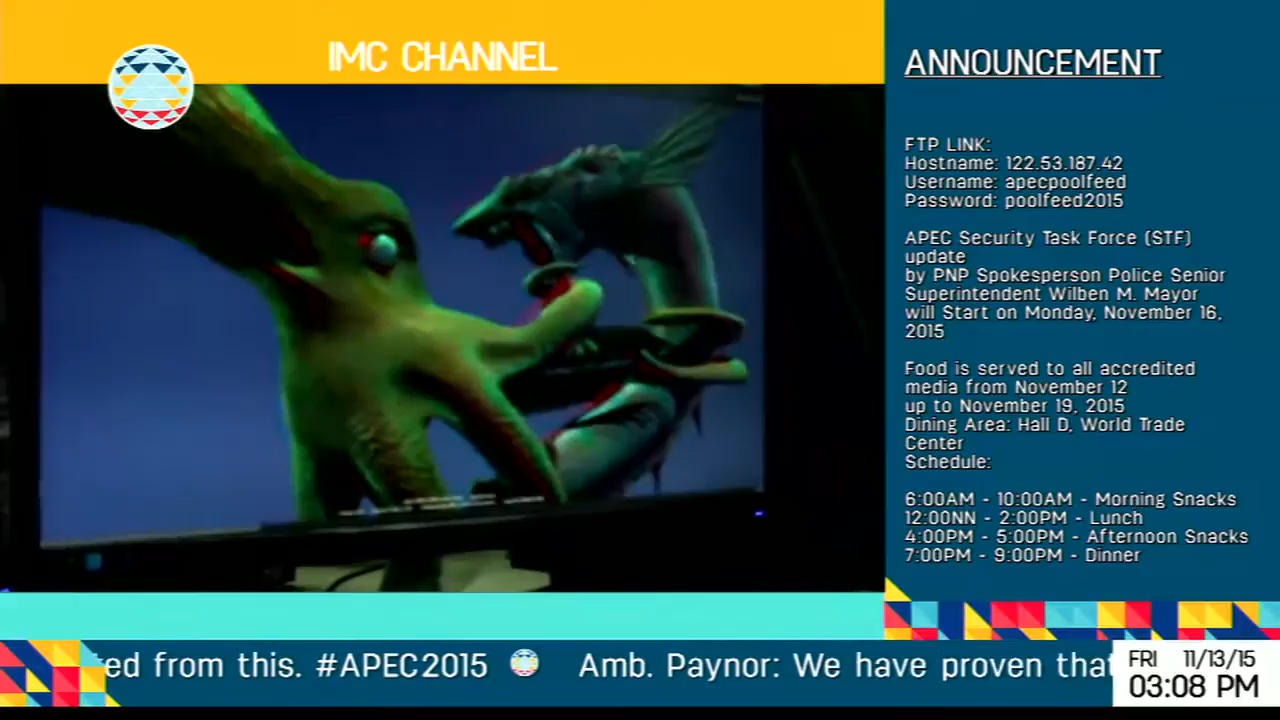 IMC CHANNEL
ANNOUNCEMENT
FTP LINK:
Hostname: 122.53.187.42
Username: apecpoolfeed
Password: poolfeed2015
APEC Security Task Force (STF)
update
by PNP Spokesperson Police Senior
Superintendent Wilben M. Mayor
will Start on Monday, November 16,
2015
Food is served to all accredited
media from November 12
up to November 19, 2015
Dining Area: Hall D, World Trade
Center
Schedule:
6:00AM - 10:00AM - Morning Snacks
12:00NN - 2:00PM - Lunch
4:00PM - 5:00PM - Afternoon Snacks
7:00PM - 9:00PM - Dinner
ted from this. #APEC2015 Amb. Paynor: We have proven that
FRI 11/13/15
03:08 PM